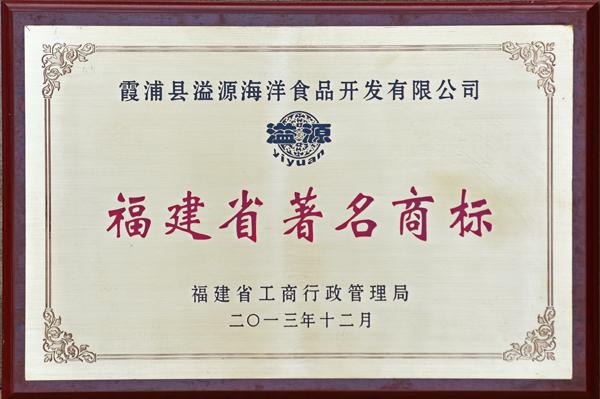 霞浦县溢源海洋食品开发有限公司
溢源
yiyuan
福建省著名商标
福建省工商行政管理局
二〇一三年十二月